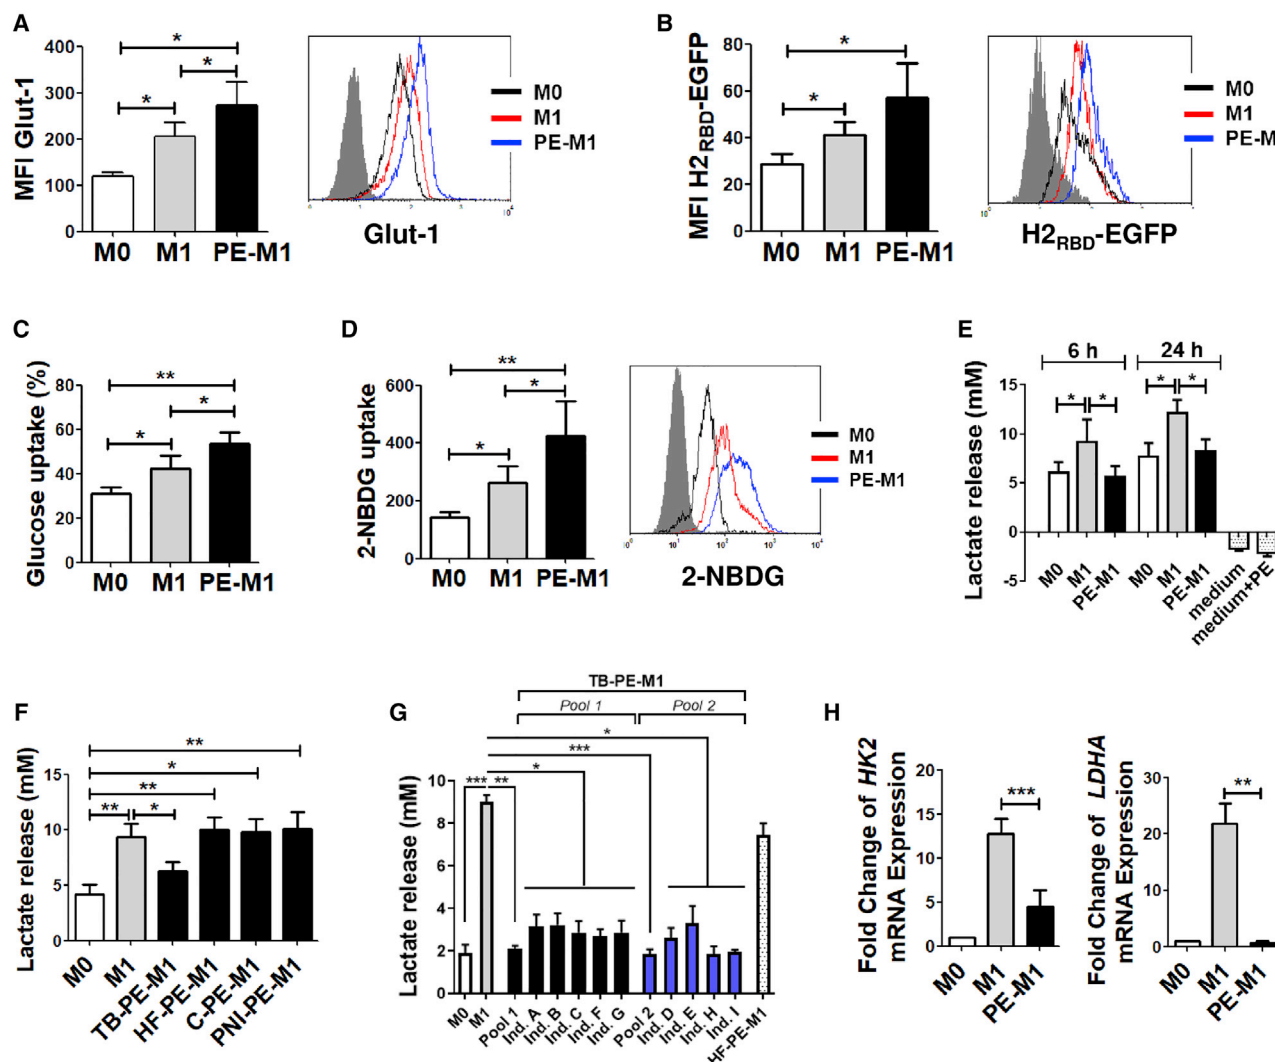 A
MFI Glut-1
400
300
200
100
0
*
*
*
M0
M1
PE-M1
M0
M1
PE-M1
Glut-1
B
MFI H2RBD-EGFP
80
60
40
20
0
*
*
M0
M1
PE-M1
M0
M1
PE-M
H2RBD-EGFP
C
Glucose uptake (%)
80
60
40
20
0
**
*
*
M0
M1
PE-M1
D
2-NBDG uptake
600
400
200
0
**
*
*
M0
M1
PE-M1
M0
M1
PE-M1
2-NBDG
E
Lactate release (mM)
6 h
24 h
15
10
5
0
-5
*
*
*
*
M0
M1
PE-M1
M0
M1
PE-M1
medium
medium+PE
F
Lactate release (mM)
15
10
5
0
**
*
**
**
*
M0
M1
TB-PE-M1
HF-PE-M1
C-PE-M1
PNI-PE-M1
G
TB-PE-M1
Pool 1
Pool 2
*
***
*
***
**
Lactate release (mM)
10
8
6
4
2
0
M0
M1
Pool 1
Ind. A
Ind. B
Ind. C
Ind. F
Ind. G
Pool 2
Ind. D
Ind. E
Ind. H
Ind. I
HF-PE-M1
H
Fold Change of HK2
mRNA Expression
20
15
10
5
0
***
M0
M1
PE-M1
Fold Change of LDHA
mRNA Expression
30
20
10
0
**
M0
M1
PE-M1